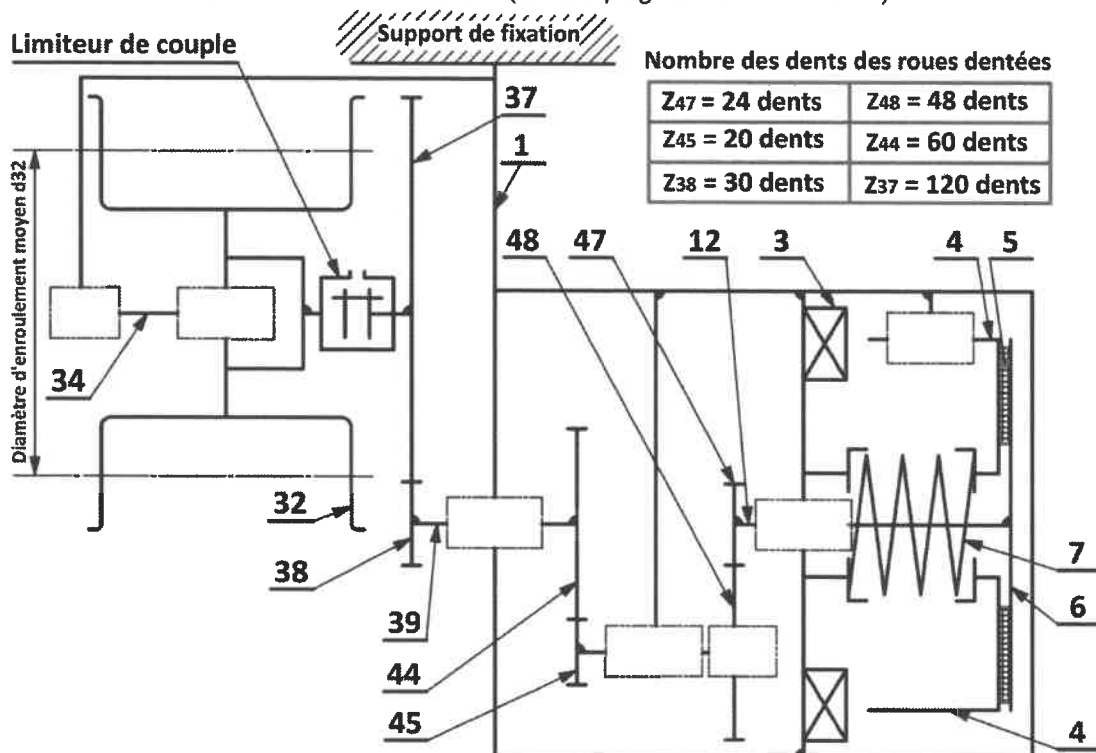 Support de fixation
Limiteur de couple
Nombre des dents des roues dentées
Z47 = 24 dents
Z48 = 48 dents
Z45 = 20 dents
Z44 = 60 dents
Z38 = 30 dents
Z37 = 120 dents
37
1
48
47
12
3
4
5
Diamètre d'enroulement moyen d32
34
32
38
39
44
45
7
6
4